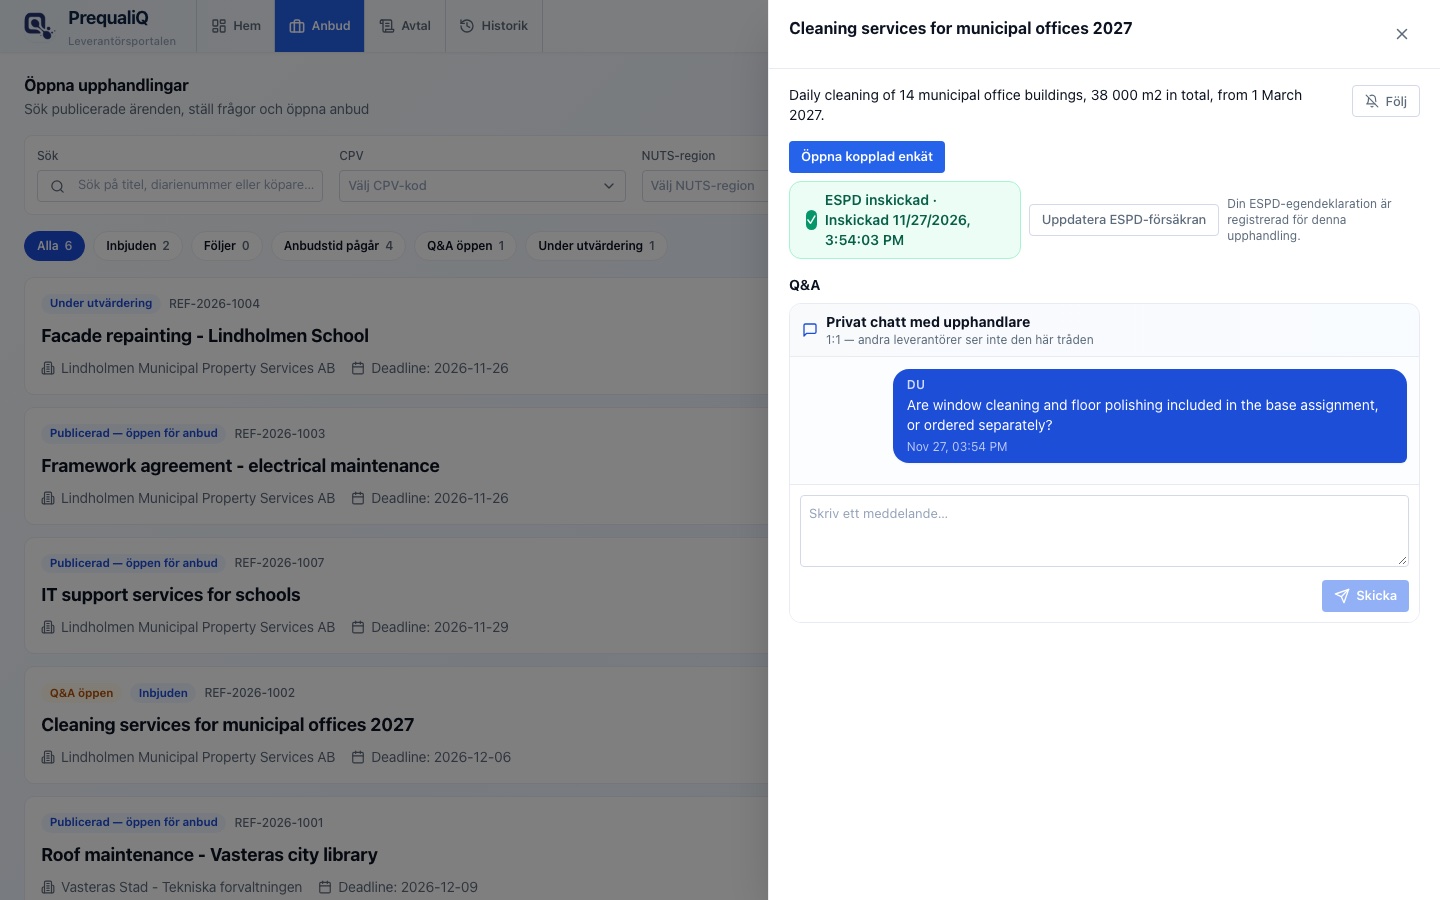 PrequaliQ
Leverantörsportalen
Hem
Anbud
Avtal
Historik
Öppna upphandlingar
Sök publicerade ärenden, ställ frågor och öppna anbud
Sök
CPV
NUTS-region
Sök på titel, diarienummer eller köpare...
Välj CPV-kod
Välj NUTS-region
Alla 6
Inbjuden 2
Följer 0
Anbudstid pågår 4
Q&A öppen 1
Under utvärdering 1
Under utvärdering REF-2026-1004
Facade repainting - Lindholmen School
Lindholmen Municipal Property Services AB Deadline: 2026-11-26
Publicerad — öppen för anbud REF-2026-1003
Framework agreement - electrical maintenance
Lindholmen Municipal Property Services AB Deadline: 2026-11-26
Publicerad — öppen för anbud REF-2026-1007
IT support services for schools
Lindholmen Municipal Property Services AB Deadline: 2026-11-29
Q&A öppen Inbjuden REF-2026-1002
Cleaning services for municipal offices 2027
Lindholmen Municipal Property Services AB Deadline: 2026-12-06
Publicerad — öppen för anbud REF-2026-1001
Roof maintenance - Vasteras city library
Vasteras Stad - Tekniska forvaltningen Deadline: 2026-12-09
Cleaning services for municipal offices 2027
Daily cleaning of 14 municipal office buildings, 38 000 m2 in total, from 1 March
2027.
Följ
Öppna kopplad enkät
ESPD inskickad ·
Inskickad 11/27/2026,
3:54:03 PM
Uppdatera ESPD-försäkran
Din ESPD-egendeklaration är
registrerad för denna
upphandling.
Q&A
Privat chatt med upphandlare
1:1 — andra leverantörer ser inte den här tråden
DU
Are window cleaning and floor polishing included in the base assignment,
or ordered separately?
Nov 27, 03:54 PM
Skriv ett meddelande...
Skicka